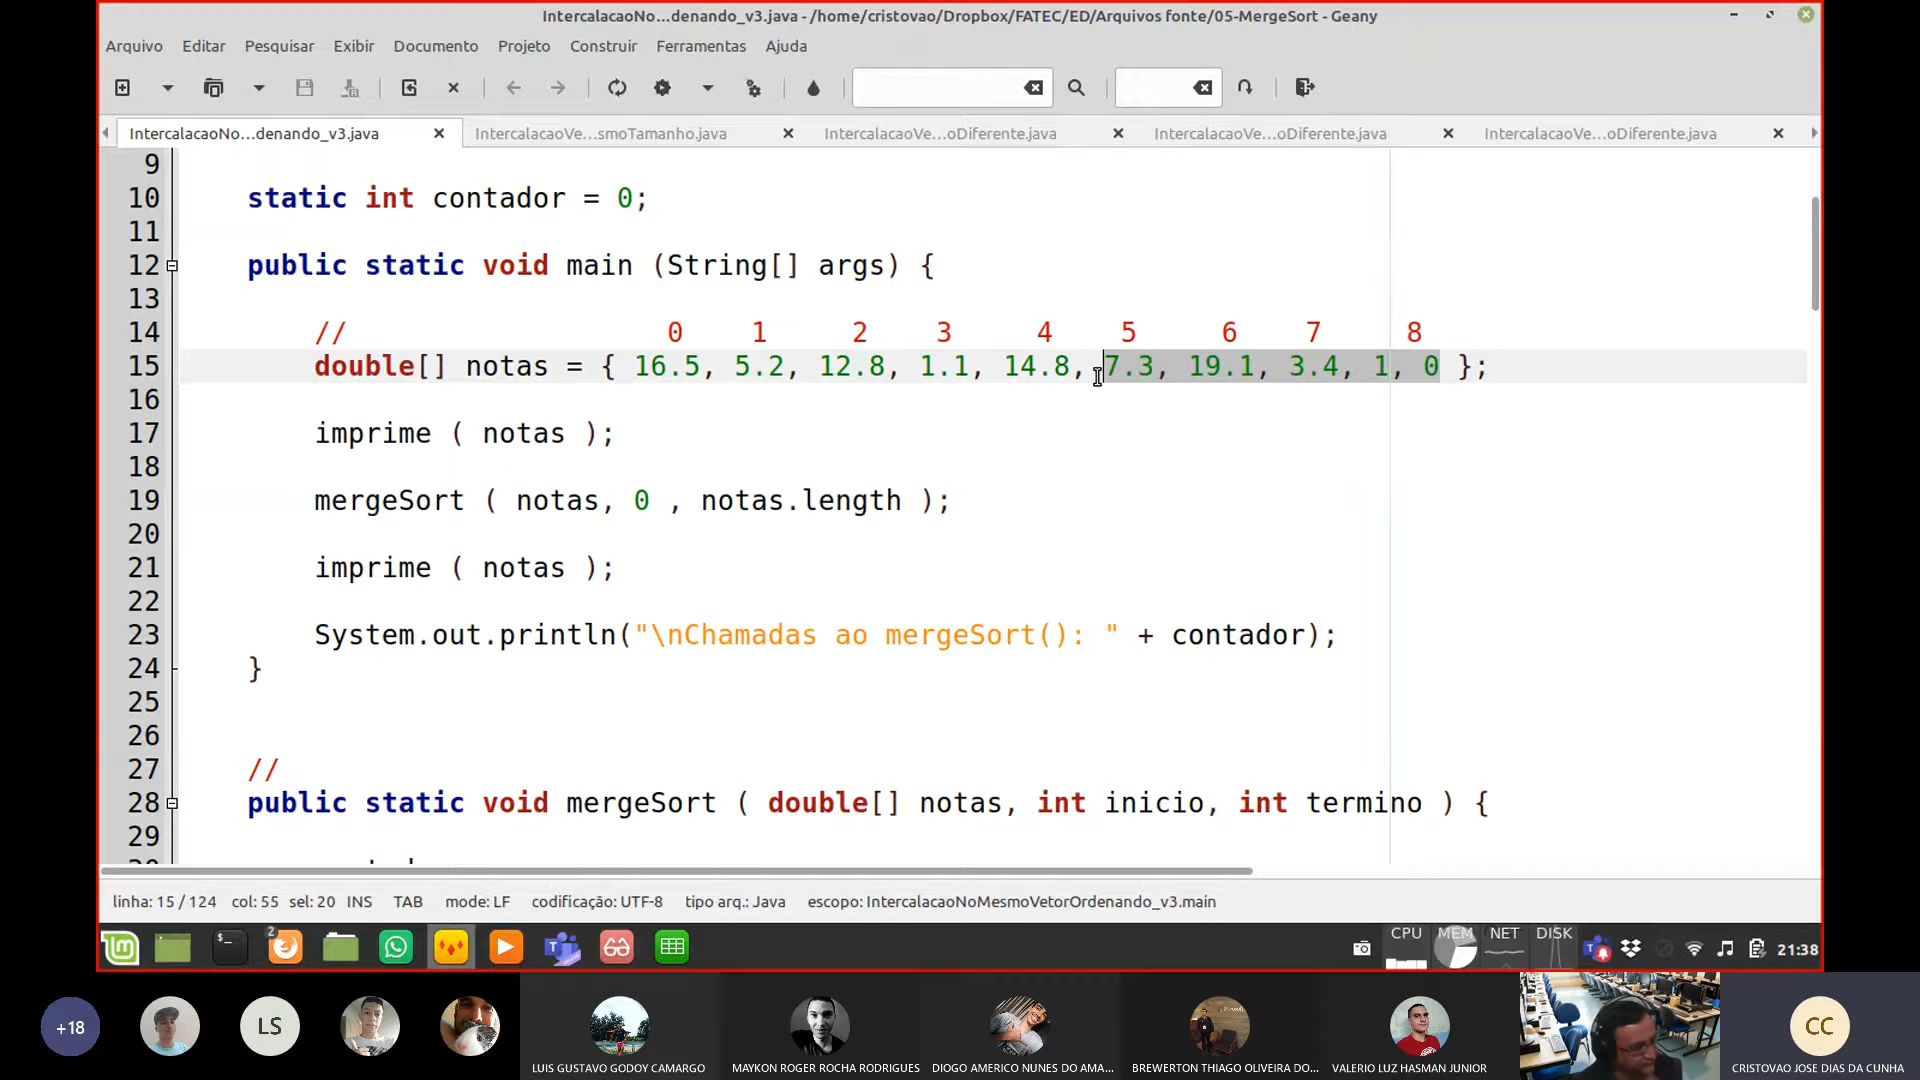 IntercalacaoNo...denando_v3.java - /home/cristovao/Dropbox/FATEC/ED/Arquivos fonte/05-MergeSort - Geany
Arquivo Editar Pesquisar Exibir Documento Projeto Construir Ferramentas Ajuda
IntercalacaoNo...denando_v3.java IntercalacaoVe...smoTamanho.java IntercalacaoVe...oDiferente.java IntercalacaoVe...oDiferente.java IntercalacaoVe...oDiferente.java
9
10 static int contador = 0;
11
12 public static void main (String[] args) {
13
14 // 0 1 2 3 4 5 6 7 8
15 double[] notas = { 16.5, 5.2, 12.8, 1.1, 14.8, 7.3, 19.1, 3.4, 1, 0 };
16
17 imprime ( notas );
18
19 mergeSort ( notas, 0 , notas.length );
20
21 imprime ( notas );
22
23 System.out.println("\nChamadas ao mergeSort(): " + contador);
24 }
25
26
27 //
28 public static void mergeSort ( double[] notas, int inicio, int termino ) {
29
linha: 15 / 124 col: 55 sel: 20 INS TAB mode: LF codificação: UTF-8 tipo arq.: Java escopo: IntercalacaoNoMesmoVetorOrdenando_v3.main
2 CPU MEM NET DISK 21:38
+18 LS CC
LUIS GUSTAVO GODOY CAMARGO MAYKON ROGER ROCHA RODRIGUES DIOGO AMERICO NUNES DO AMA... BREWERTON THIAGO OLIVEIRA DO... VALERIO LUZ HASMAN JUNIOR CRISTOVAO JOSE DIAS DA CUNHA